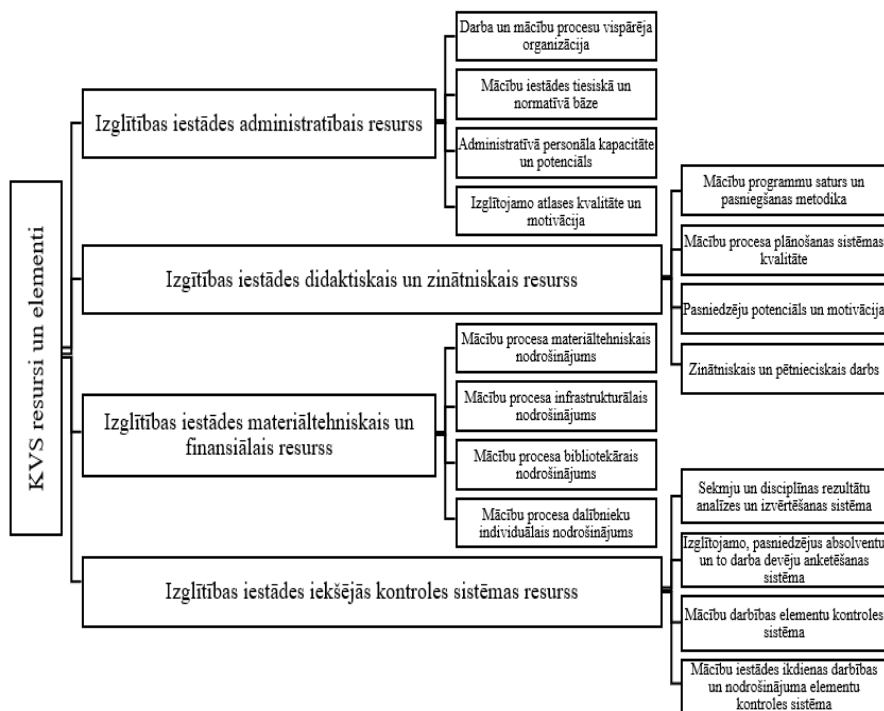 KVS resursi un elementi
Izglītības iestādes administratībais resurss
Darba un mācību procesu vispārēja
organizācija
Mācību iestādes tiesiskā un
normatīvā bāze
Administratīvā personāla kapacitāte
un potenciāls
Izglītojamo atlases kvalitāte un
motivācija
Izgītības iestādes didaktiskais un zinātniskais resurss
Mācību programmu saturs un
pasniegšanas metodika
Mācību procesa plānošanas sistēmas
kvalitāte
Pasniedzēju potenciāls un motivācija
Zinātniskais un pētnieciskais darbs
Izglītības iestādes materiāltehniskais un
finansiālais resurss
Mācību procesa materiāltehniskais
nodrošinājums
Mācību procesa infrastrukturālais
nodrošinājums
Mācību procesa bibliotekārais
nodrošinājums
Mācību procesa dalībnieku
individuālais nodrošinājums
Izglītības iestādes iekšējās kontroles sistēmas resurss
Sekmju un disciplīnas rezultātu
analīzes un izvērtēšanas sistēma
Izglītojamo, pasniedzējus absolventu
un to darba devēju anketēšanas
sistēma
Mācību darbības elementu kontroles
sistēma
Mācību iestādes ikdienas darbības
un nodrošinājuma elementu
kontroles sistēma